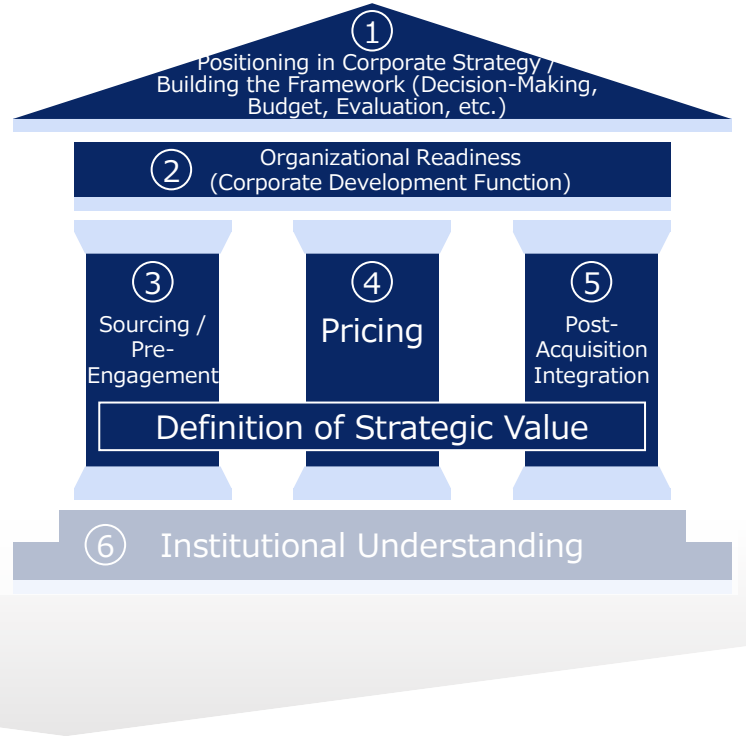 ①
Positioning in Corporate Strategy /
Building the Framework (Decision-Making,
Budget, Evaluation, etc.)
②
Organizational Readiness
(Corporate Development Function)
③
Sourcing /
Pre-
Engagement
④
Pricing
⑤
Post-
Acquisition
Integration
Definition of Strategic Value
⑥ Institutional Understanding